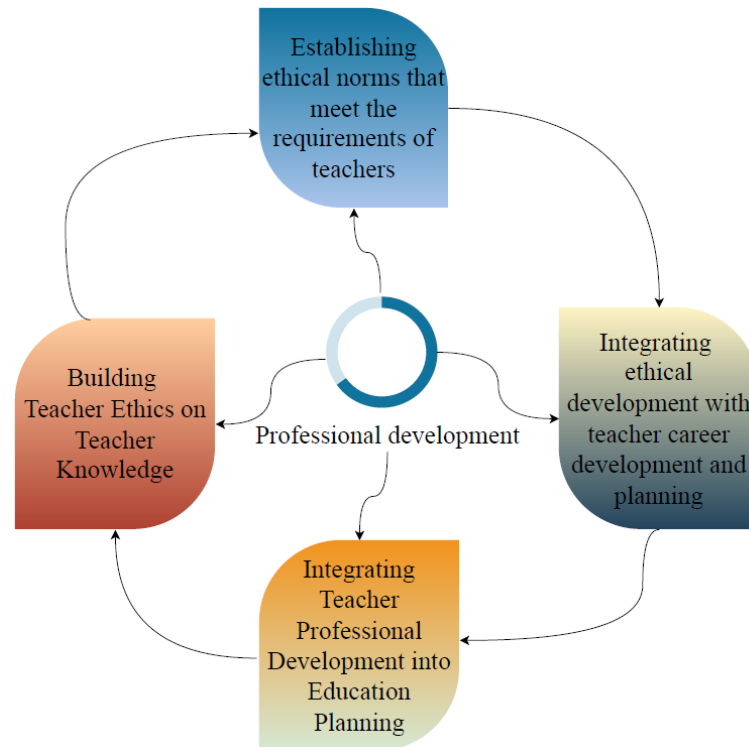 Establishing
ethical norms that
meet the
requirements of
teachers
Building
Teacher Ethics on
Teacher
Knowledge
Professional development
Integrating
ethical
development with
teacher career
development and
planning
Integrating
Teacher
Professional
Development into
Education
Planning